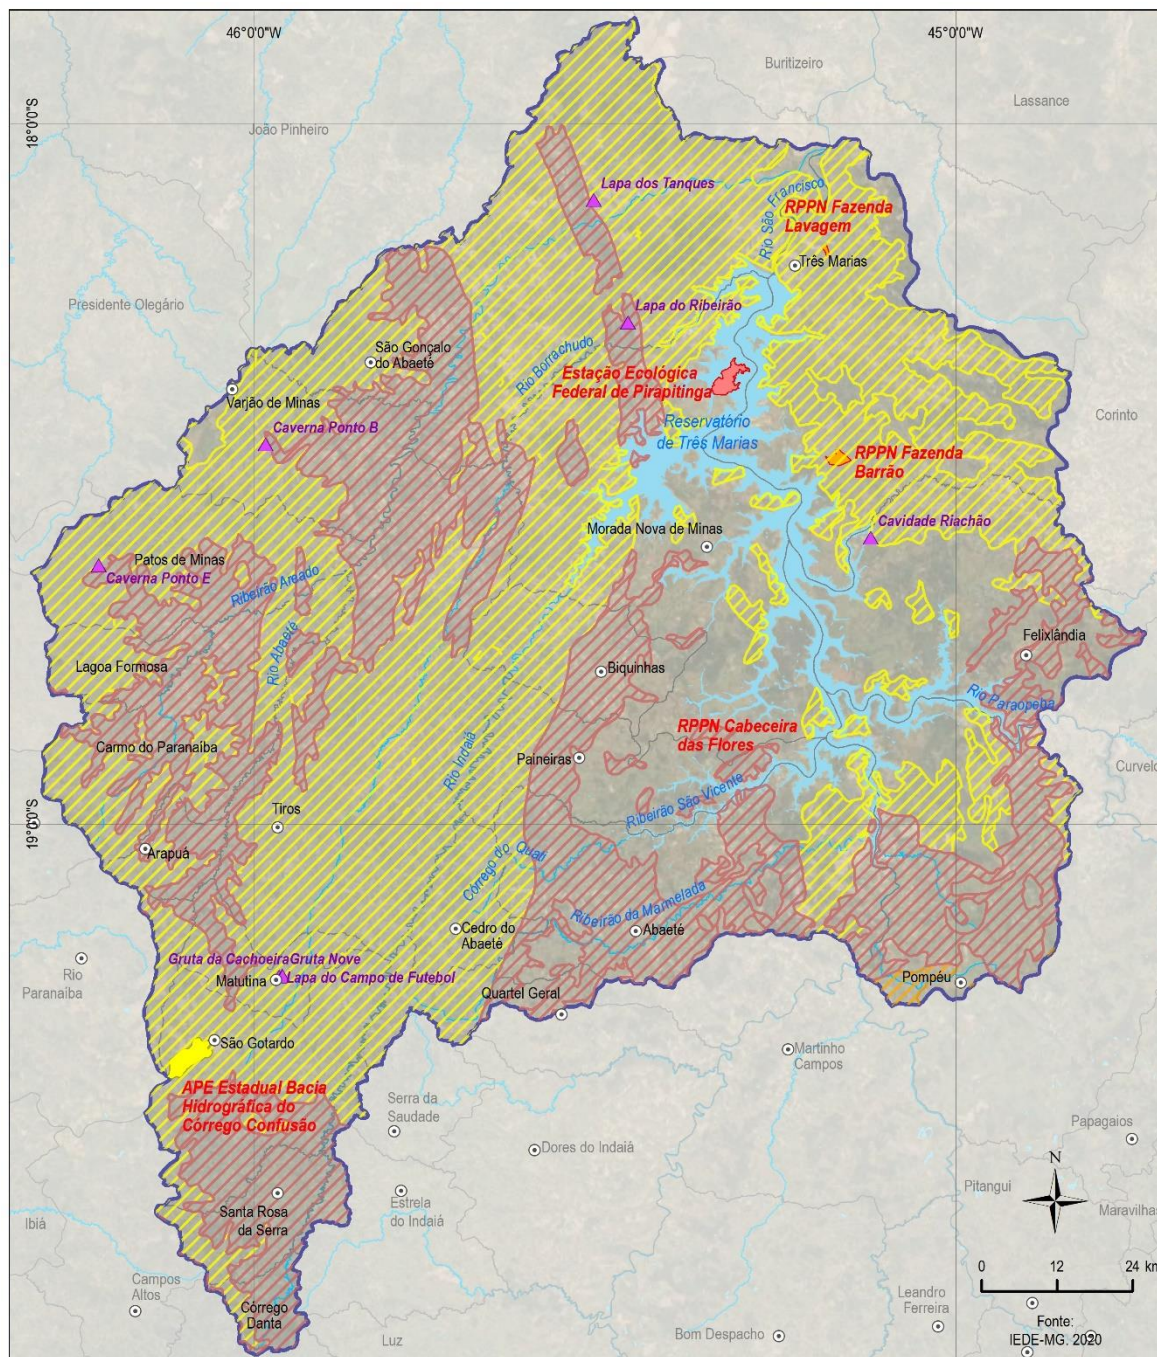 46°0'0"W
45°0'0"W
Buritizeiro
Lassance
18°0'0"S
João Pinheiro
Lapa dos Tanques
Rio São Francisco
RPPN Fazenda
Lavagem
Três Marias
Presidente Olegário
Lapa do Ribeirão
São Gonçalo
do Abaeté
Rio Borrachudo
Estação Ecológica
Federal de Pirapitinga
Varjão de Minas
Corinto
Caverna Ponto B
Reservatório
de Três Marias
RPPN Fazenda
Barrão
Cavidade Riachão
Morada Nova de Minas
Patos de Minas
Caverna Ponto E
Ribeirão Areado
Rio Abaeté
Felixlândia
Lagoa Formosa
Biquinhas
Rio Paraopeba
RPPN Cabeceira
das Flores
Carmo do Paranaíba
Rio Indaiá
Paineiras
Curvelo
Tiros
Ribeirão São Vicente
19°0'0"S
Arapuá
Córrego do Quati
Ribeirão da Marmelada
Cedro do
Abaeté
Abaeté
Gruta da CachoeiraGruta Nove
Rio
Paranaíba
Matutina
Lapa do Campo de Futebol
Pompéu
Quartel Geral
São Gotardo
Martinho
Campos
APE Estadual Bacia
Hidrográfica do
Córrego Confusão
Serra da
Saudade
Papagaios
Dores do Indaiá
N
Pitangui
Estrela
do Indaiá
Santa Rosa
da Serra
Maravilhas
Ibiá
0 12 24 km
Campos
Altos
Leandro
Ferreira
Córrego
Danta
Fonte:
IEDE-MG. 2020
Luz
Bom Despacho